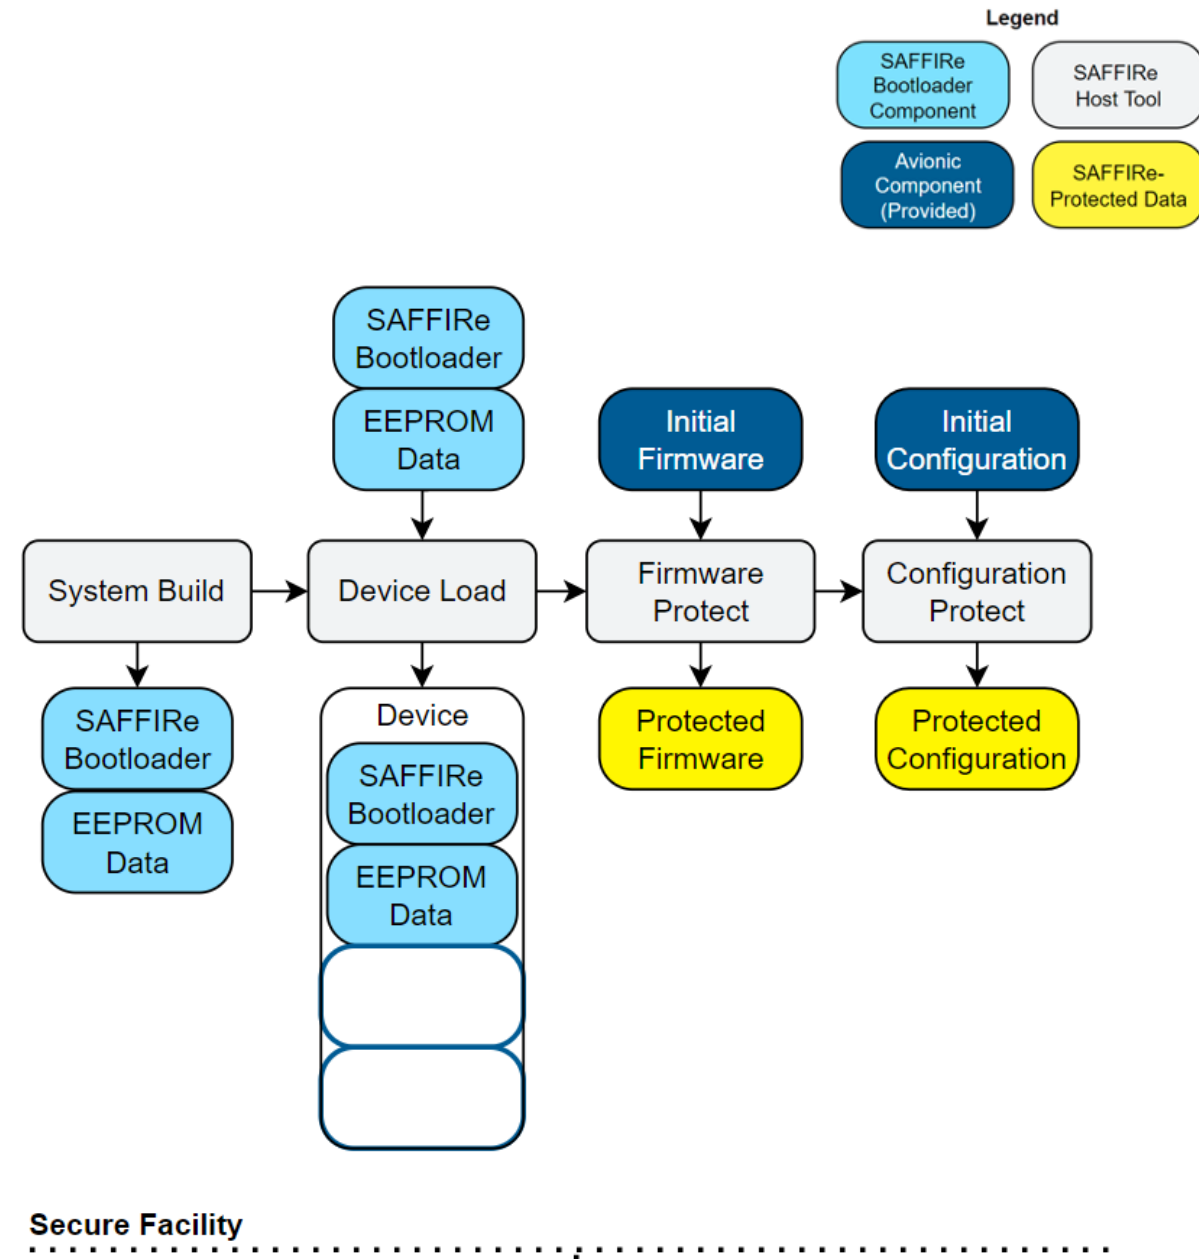 Legend
SAFFIRe
Bootloader
Component
SAFFIRe
Host Tool
Avionic
Component
(Provided)
SAFFIRe-
Protected Data
SAFFIRe
Bootloader
EEPROM
Data
Initial
Firmware
Initial
Configuration
System Build
Device Load
Firmware
Protect
Configuration
Protect
SAFFIRe
Bootloader
EEPROM
Data
Device
SAFFIRe
Bootloader
EEPROM
Data
Protected
Firmware
Protected
Configuration
Secure Facility